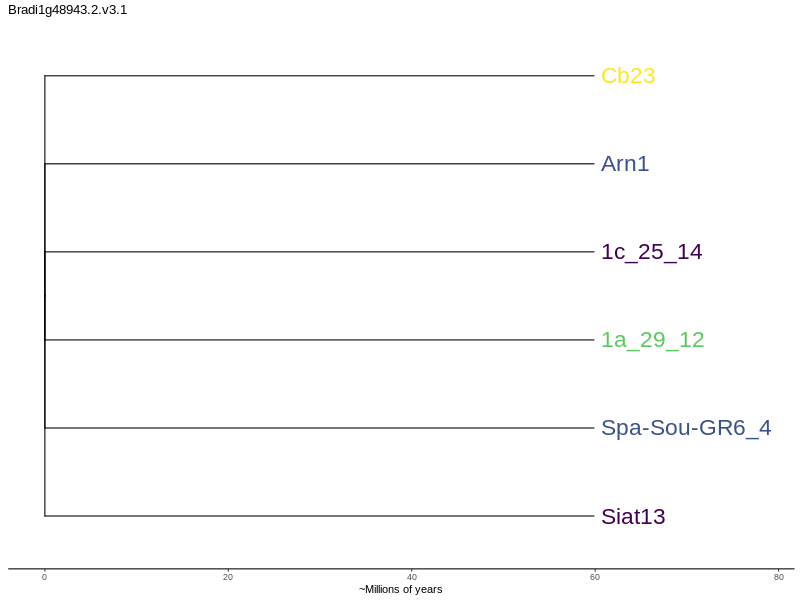 Bradi1g48943.2.v3.1
Cb23
Arn1
1c_25_14
1a_29_12
Spa-Sou-GR6_4
Siat13
0 20 40 60 80
~Millions of years